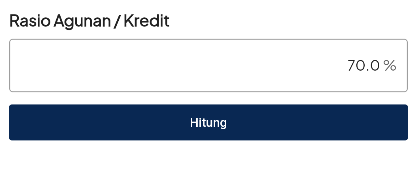 Rasio Agunan / Kredit
70.0 %
Hitung